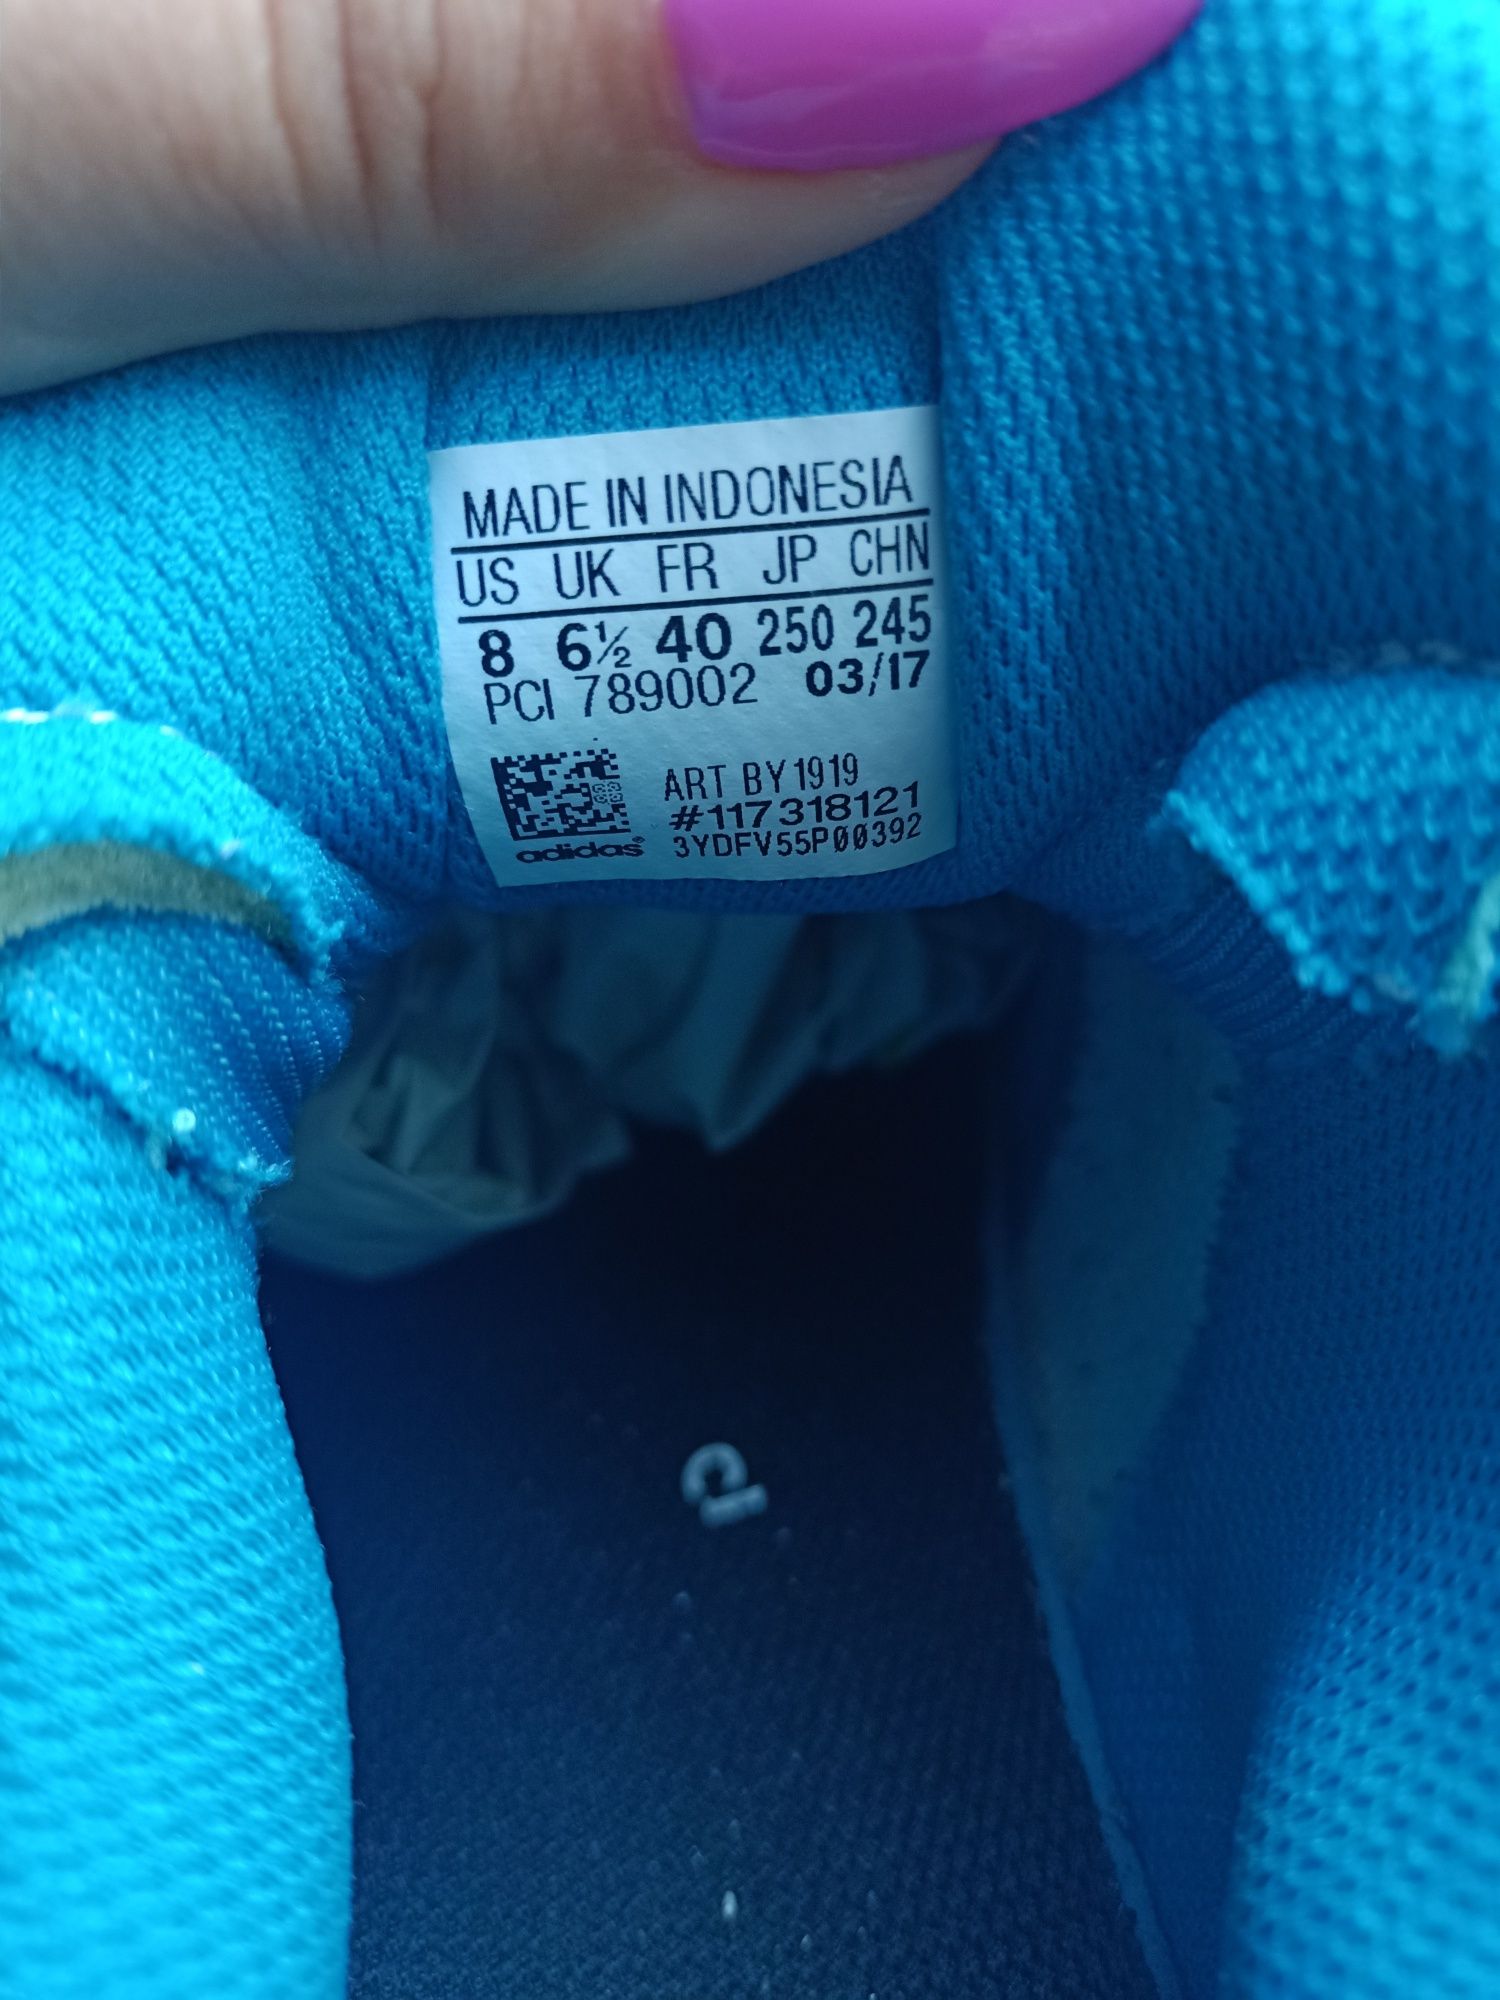 MADE IN INDONESIA
US UK FR JP CHN
8 6½ 40 250 245
PCI 789002 03/17
ART BY1919
#117318121
adidas® 3YDFV55P00392